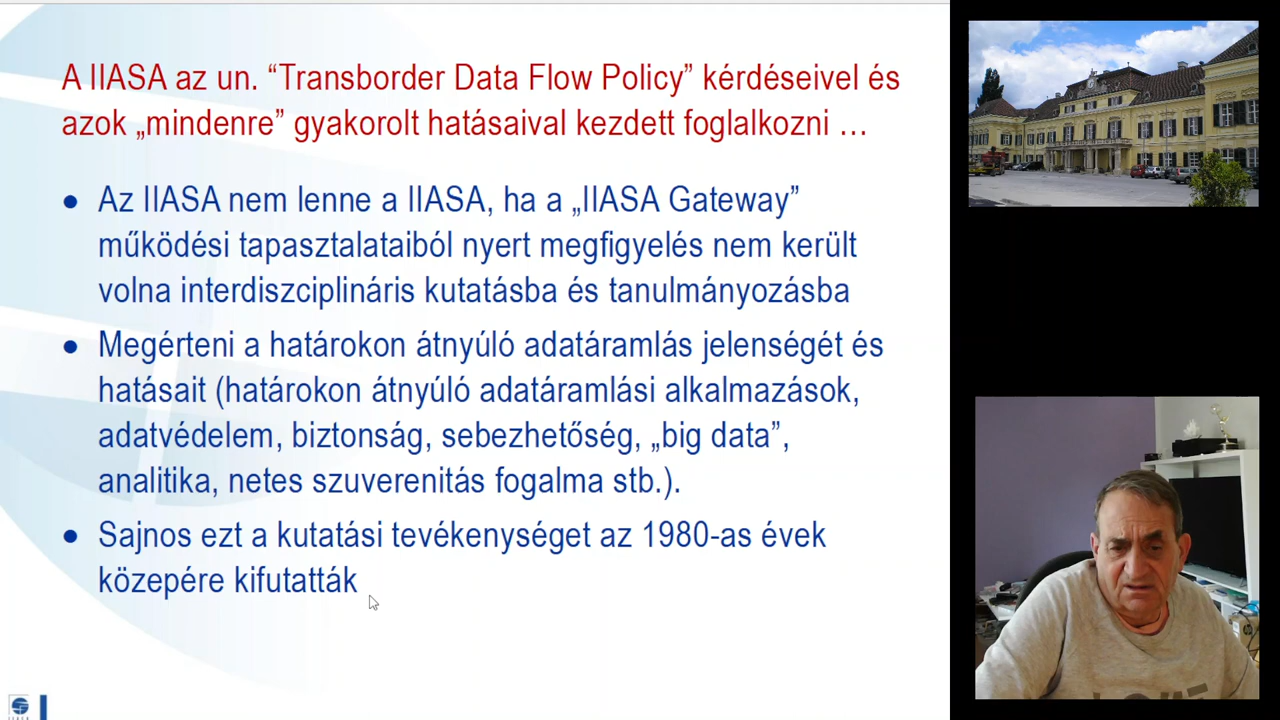 A IIASA az un. “Transborder Data Flow Policy” kérdéseivel és
azok „mindenre” gyakorolt hatásaival kezdett foglalkozni …
● Az IIASA nem lenne a IIASA, ha a „IIASA Gateway”
működési tapasztalataiból nyert megfigyelés nem került
volna interdiszciplináris kutatásba és tanulmányozásba
● Megérteni a határokon átnyúló adatáramlás jelenségét és
hatásait (határokon átnyúló adatáramlási alkalmazások,
adatvédelem, biztonság, sebezhetőség, „big data”,
analitika, netes szuverenitás fogalma stb.).
● Sajnos ezt a kutatási tevékenységet az 1980-as évek
közepére kifutatták